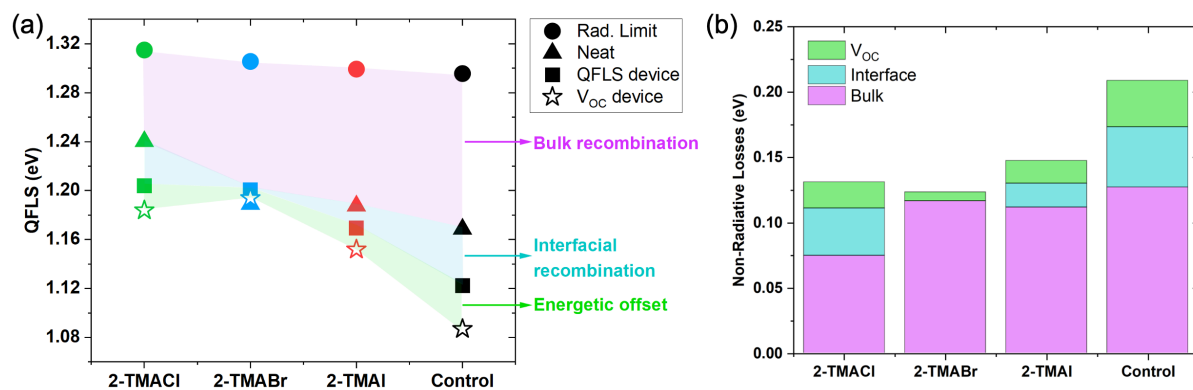 (a)
QFLS (eV)
1.32
1.28
1.24
1.20
1.16
1.12
1.08
2-TMACl
2-TMABr
2-TMAI
Control
Rad. Limit
Neat
QFLS device
VOC device
Bulk recombination
Interfacial
recombination
Energetic offset
(b)
Non-Radiative Losses (eV)
0.25
0.20
0.15
0.10
0.05
0.00
VOC
Interface
Bulk
2-TMACl
2-TMABr
2-TMAI
Control